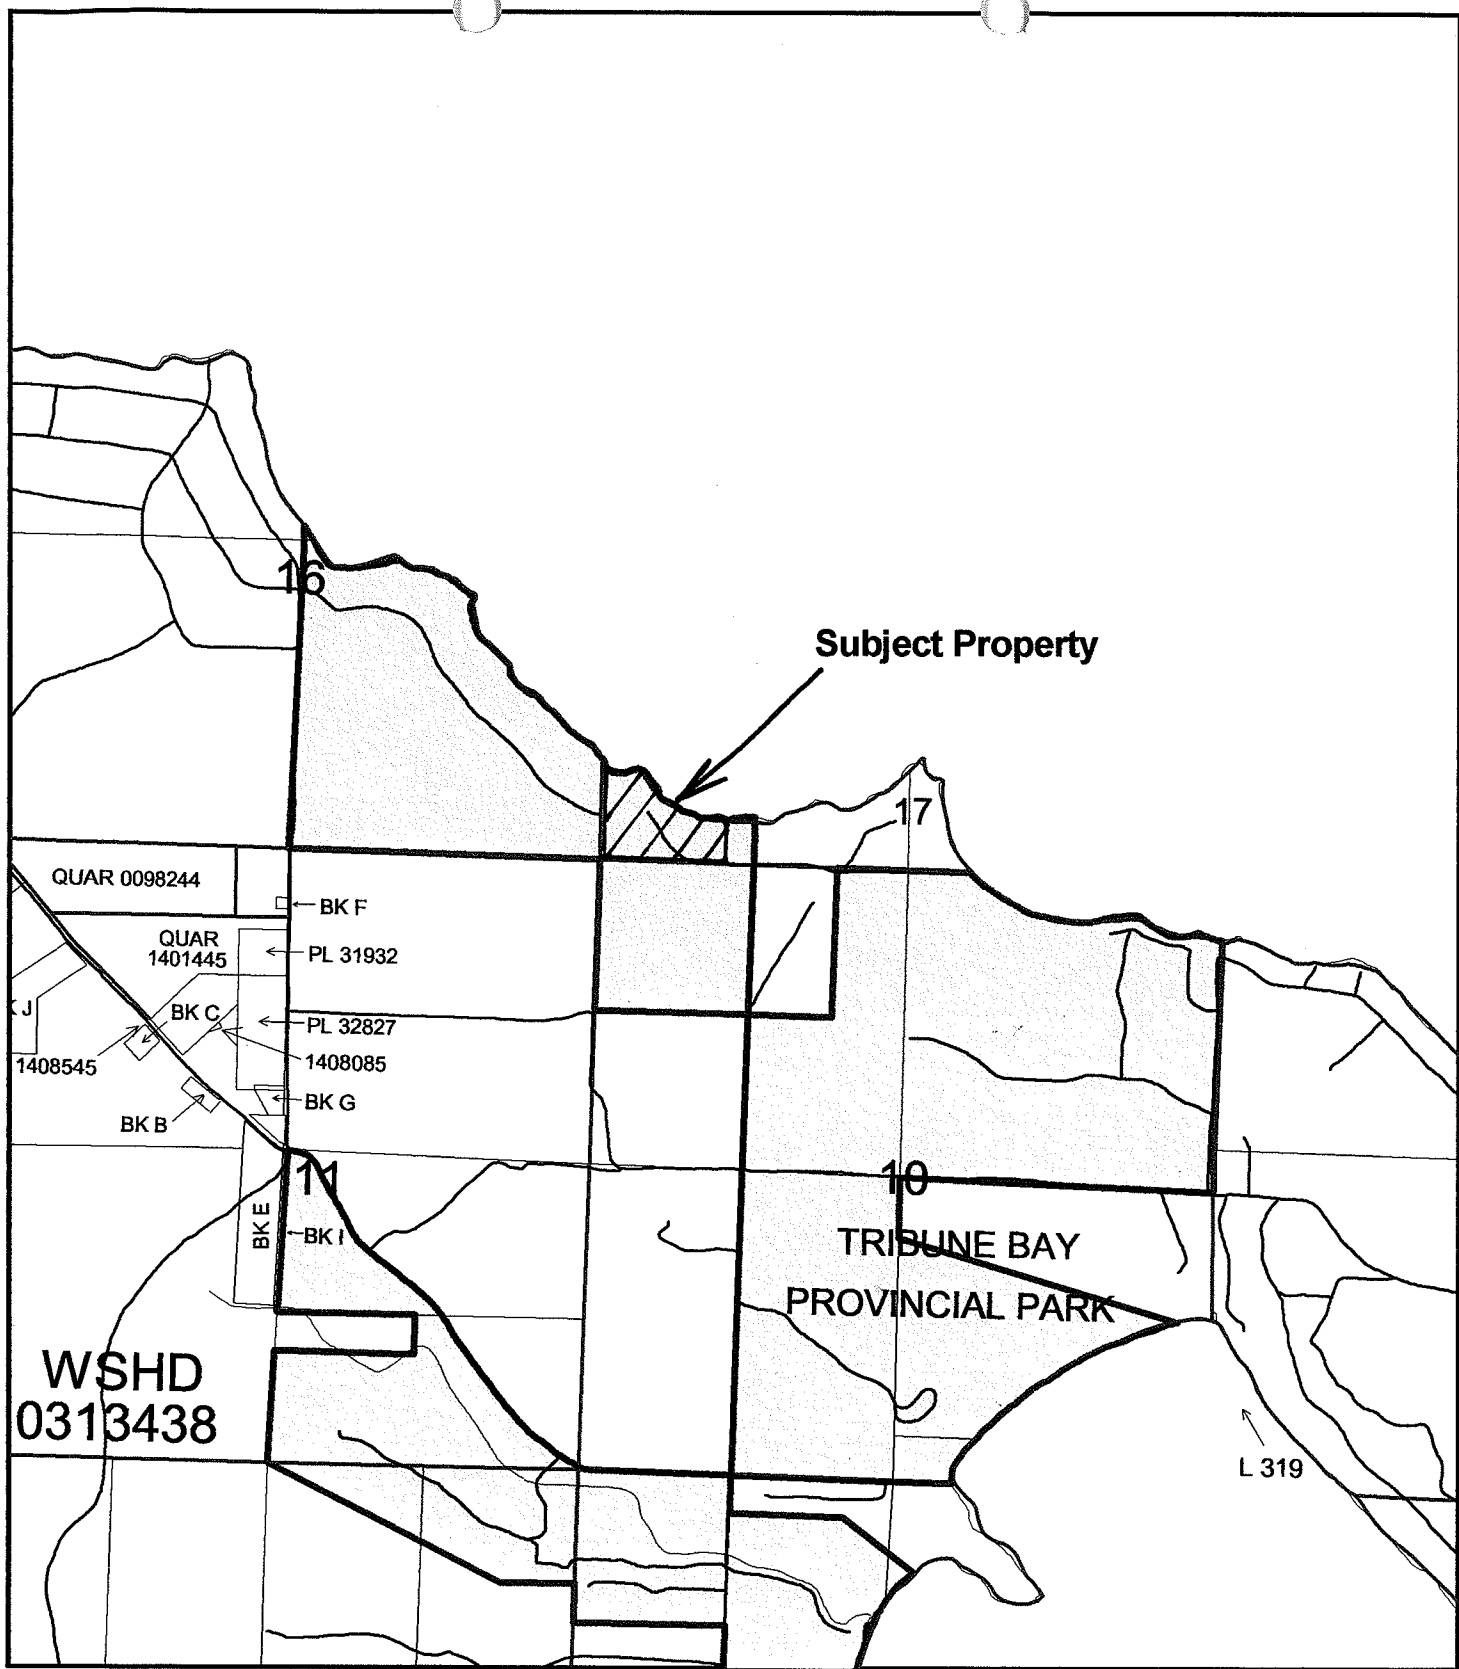 16
Subject Property
17
QUAR 0098244
BK F
QUAR
1401445
PL 31932
K J
BK C
PL 32827
1408545
1408085
BK G
BK B
11
10
BK E
BK I
TRIBUNE BAY
PROVINCIAL PARK
WSHD
0313438
L 319